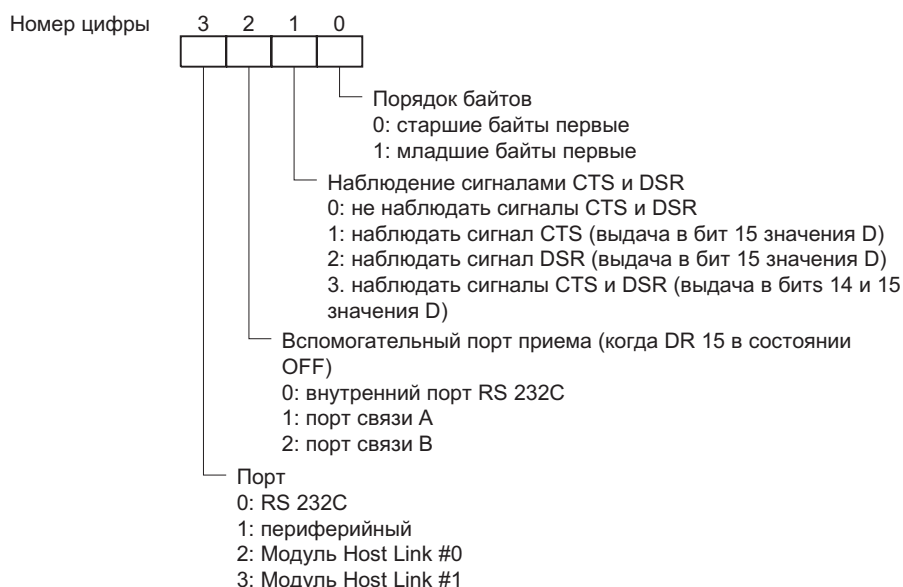 Номер цифры 3 2 1 0
Порядок байтов
0: старшие байты первые
1: младшие байты первые
Наблюдение сигналами CTS и DSR
0: не наблюдать сигналы CTS и DSR
1: наблюдать сигнал CTS (выдача в бит 15 значения D)
2: наблюдать сигнал DSR (выдача в бит 15 значения D)
3. наблюдать сигналы CTS и DSR (выдача в битs 14 и 15
значения D)
Вспомогательный порт приема (когда DR 15 в состоянии
OFF)
0: внутренний порт RS 232C
1: порт связи A
2: порт связи B
Порт
0: RS 232C
1: периферийный
2: Модуль Host Link #0
3: Модуль Host Link #1